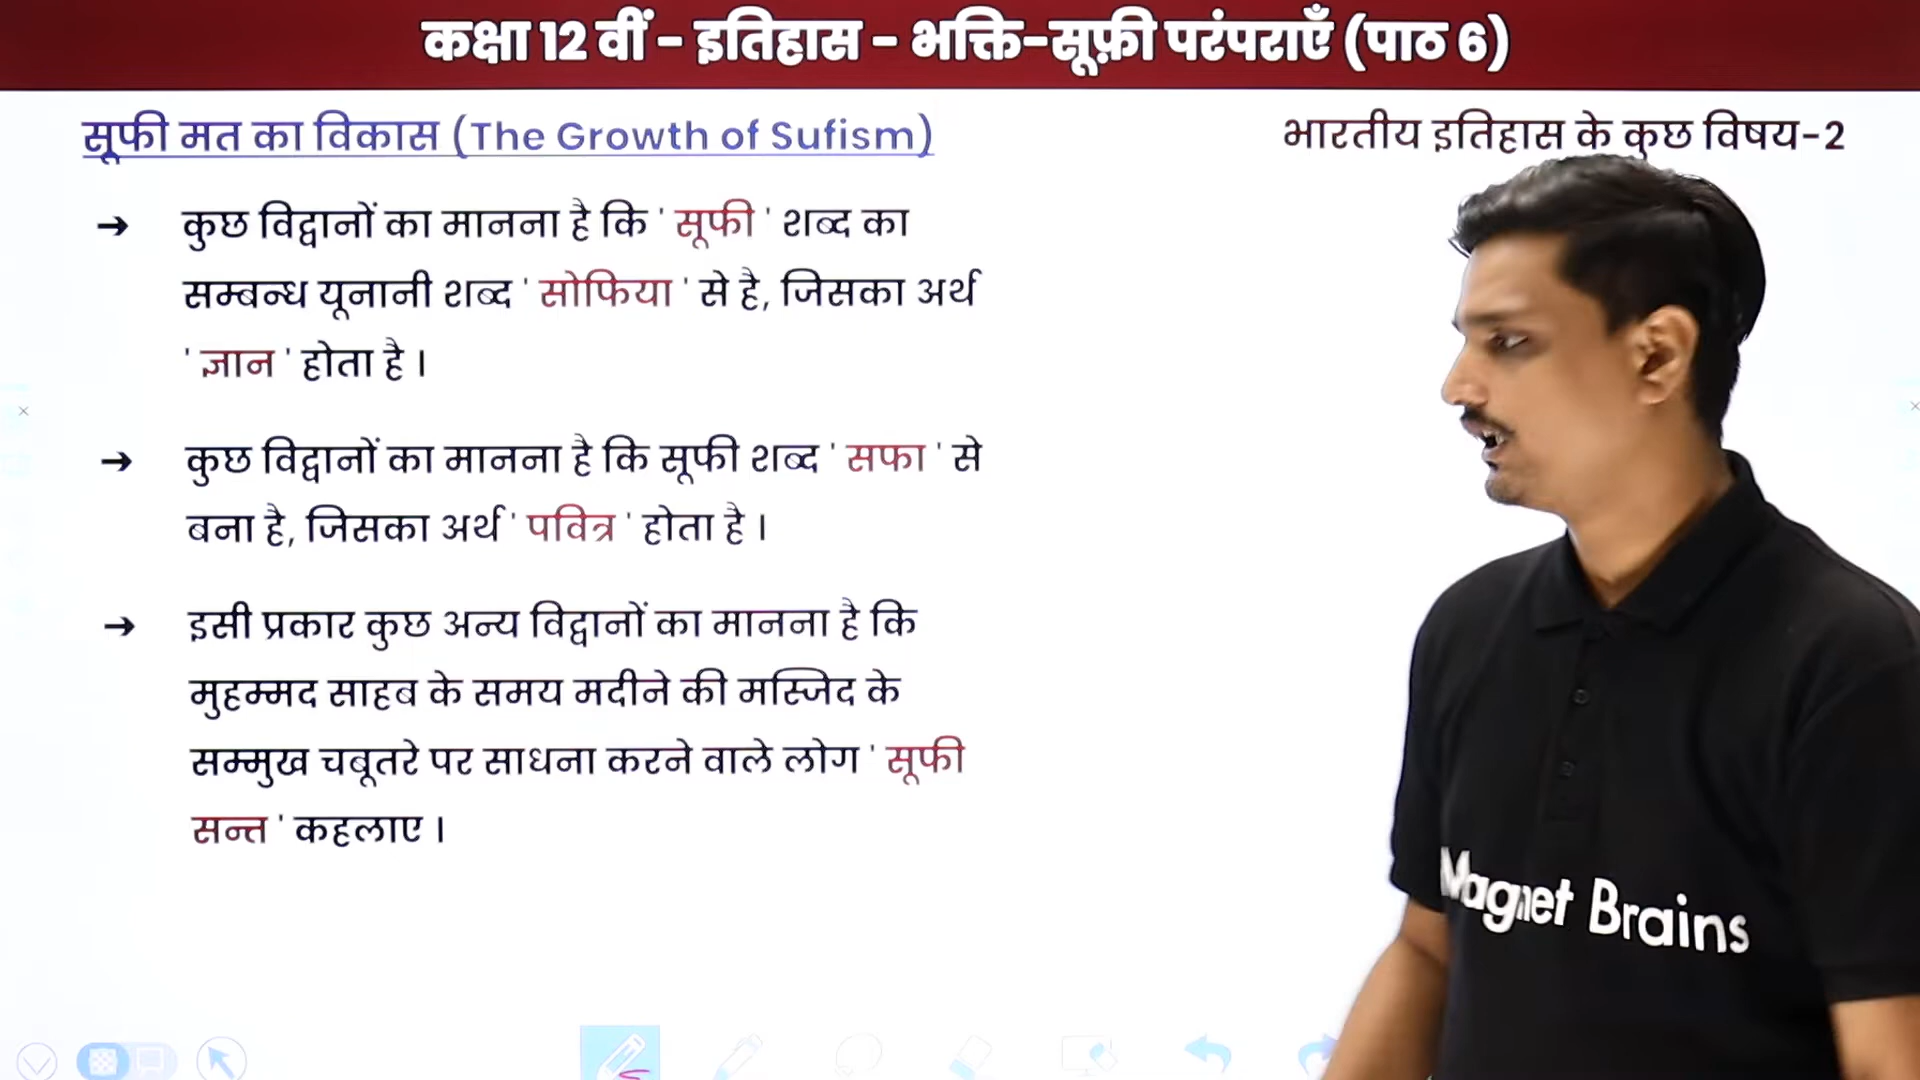 कक्षा 12 वीं - इतिहास - भक्ति-सूफ़ी परंपराएँ (पाठ 6)
सूफी मत का विकास (The Growth of Sufism)
भारतीय इतिहास के कुछ विषय-2
→ कुछ विद्वानों का मानना है कि ' सूफी ' शब्द का
सम्बन्ध यूनानी शब्द ' सोफिया ' से है, जिसका अर्थ
' ज्ञान ' होता है ।
→ कुछ विद्वानों का मानना है कि सूफी शब्द ' सफा ' से
बना है, जिसका अर्थ ' पवित्र ' होता है ।
→ इसी प्रकार कुछ अन्य विद्वानों का मानना है कि
मुहम्मद साहब के समय मदीने की मस्जिद के
सम्मुख चबूतरे पर साधना करने वाले लोग ' सूफी
सन्त ' कहलाए ।
Magnet Brains